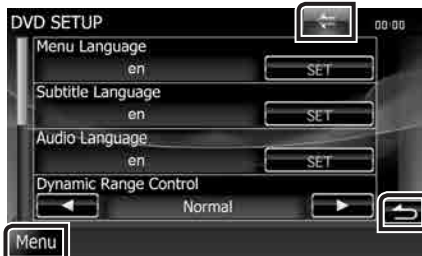 DVD SETUP
00:00
Menu Language
en
SET
Subtitle Language
en
SET
Audio Language
en
SET
Dynamic Range Control
Normal
Menu